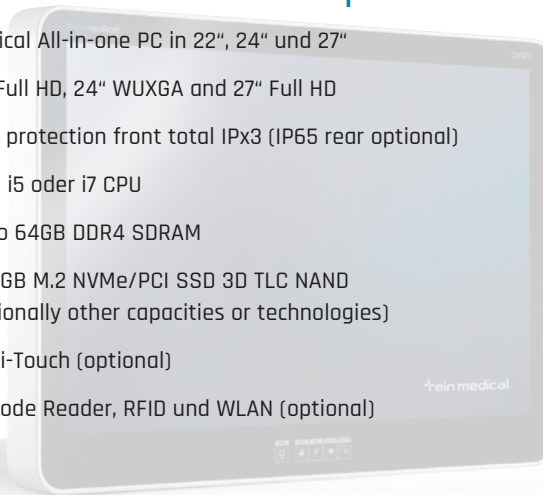 ical All-in-one PC in 22“, 24“ und 27“
Full HD, 24“ WUXGA and 27“ Full HD
protection front total IPx3 (IP65 rear optional)
i5 oder i7 CPU
o 64GB DDR4 SDRAM
GB M.2 NVMe/PCI SSD 3D TLC NAND
ionally other capacities or technologies)
i-Touch (optional)
tein medical
ode Reader, RFID und WLAN (optional)